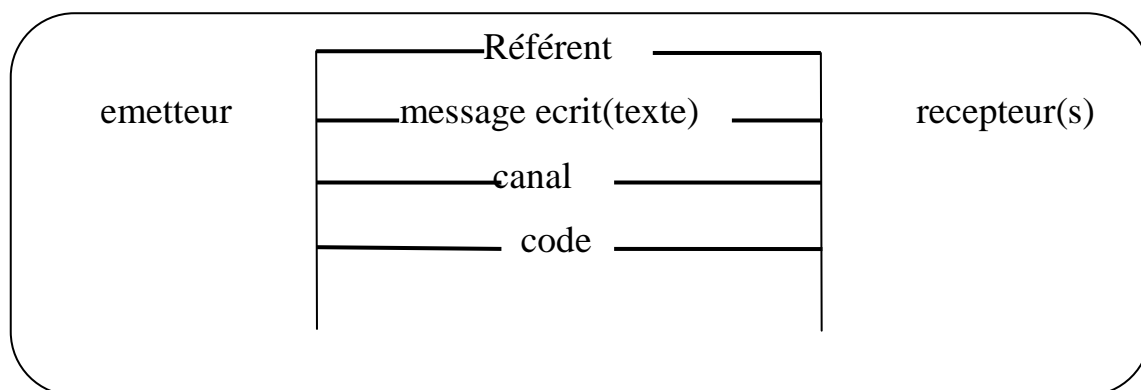 Référent
emetteur message ecrit(texte) recepteur(s)
canal
code